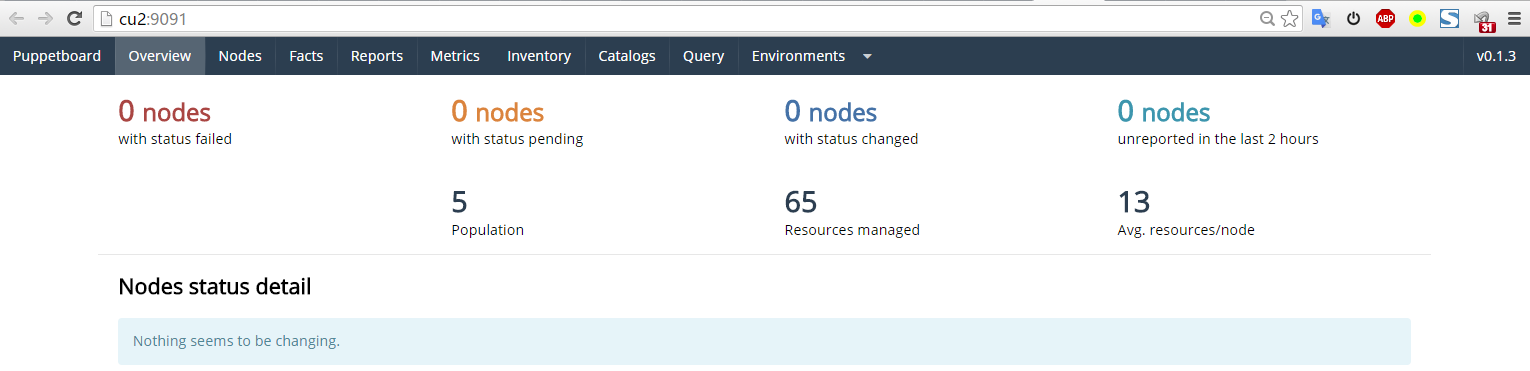 cu2:9091
ABP
31
Puppetboard Overview Nodes Facts Reports Metrics Inventory Catalogs Query Environments v0.1.3
0 nodes 0 nodes 0 nodes 0 nodes
with status failed with status pending with status changed unreported in the last 2 hours
5 65 13
Population Resources managed Avg. resources/node
Nodes status detail
Nothing seems to be changing.